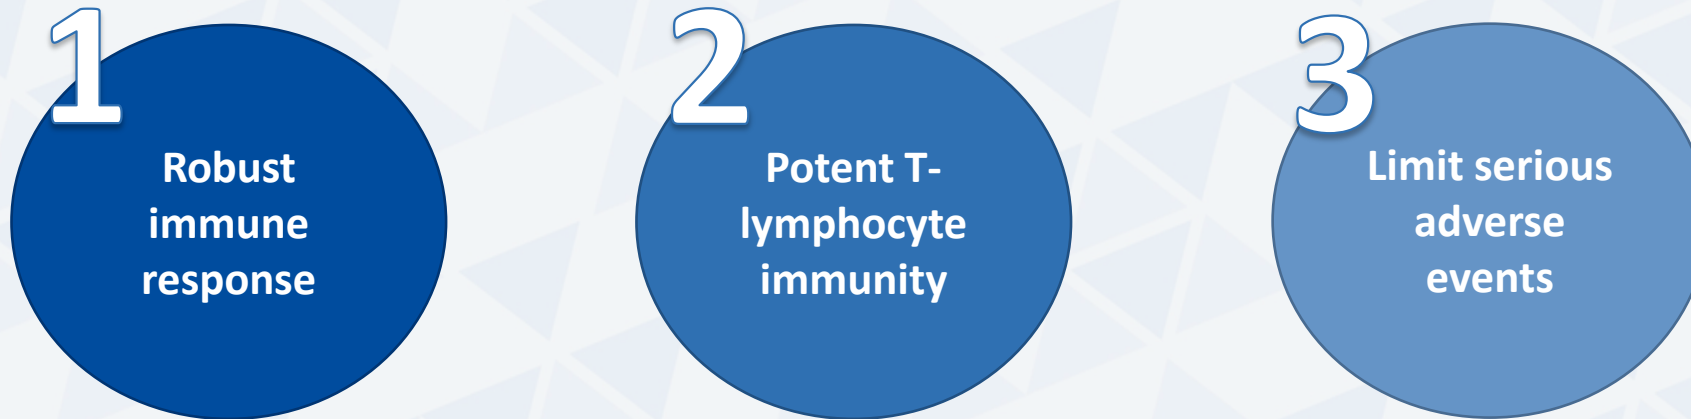 1
Robust
immune
response
2
Potent T-
lymphocyte
immunity
3
Limit serious
adverse
events